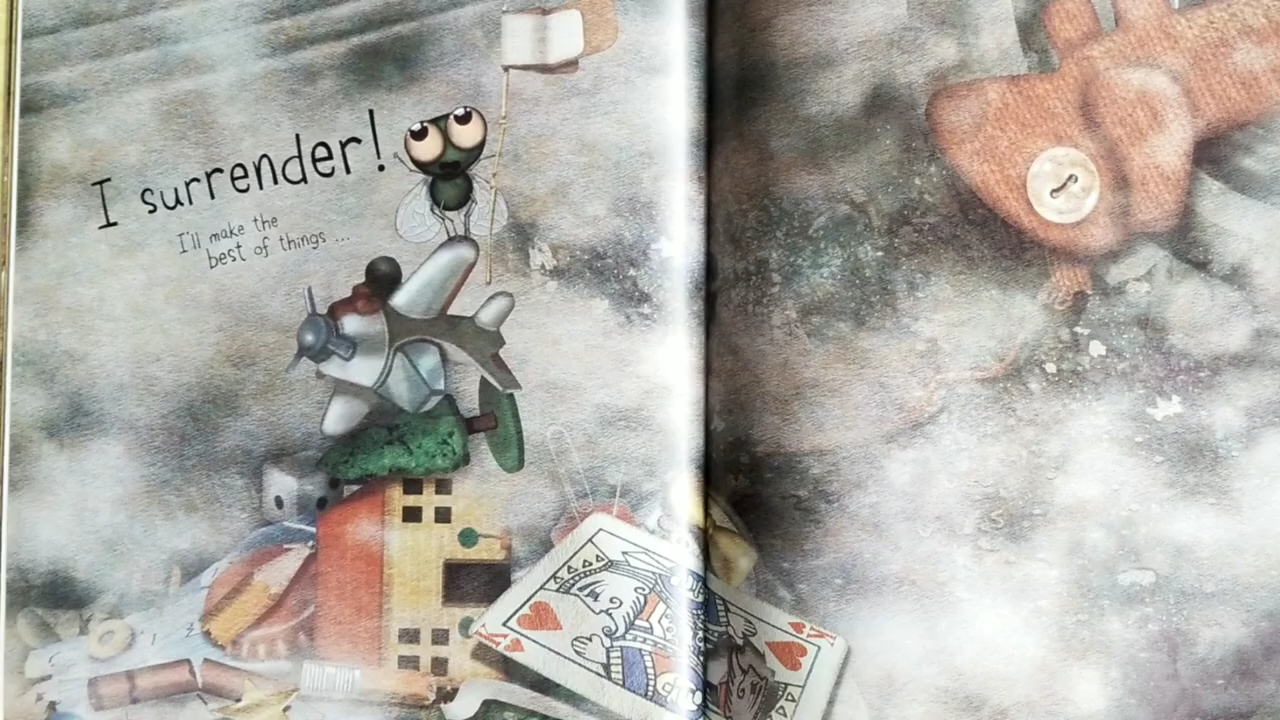 I surrender!
I'll make the
best of things ...
K
K